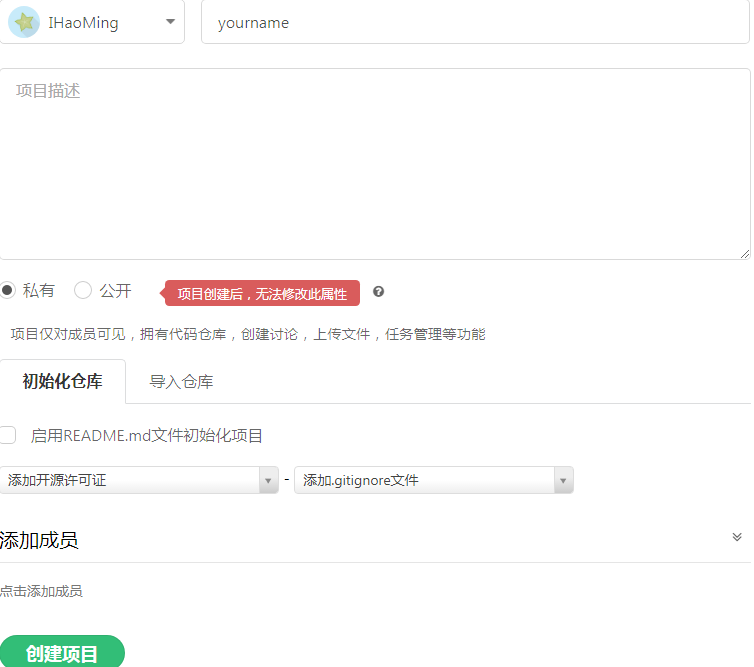 IHaoMing yourname
项目描述
私有 公开 项目创建后，无法修改此属性 ?
项目仅对成员可见，拥有代码仓库，创建讨论，上传文件，任务管理等功能
初始化仓库 导入仓库
启用README.md文件初始化项目
添加开源许可证 - 添加.gitignore文件
添加成员
点击添加成员
创建项目